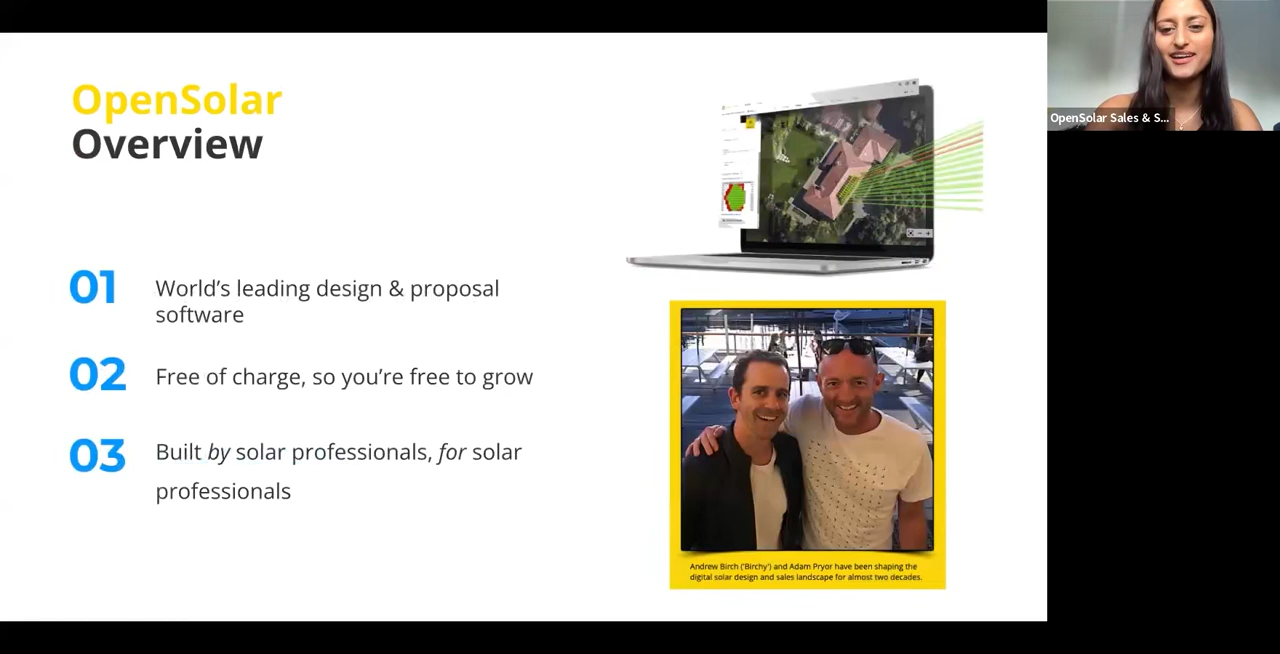 OpenSolar
Overview
01
World’s leading design & proposal
software
02
Free of charge, so you’re free to grow
03
Built by solar professionals, for solar
professionals
Andrew Birch ('Birchy') and Adam Pryor have been shaping the
digital solar design and sales landscape for almost two decades.
OpenSolar Sales & S...